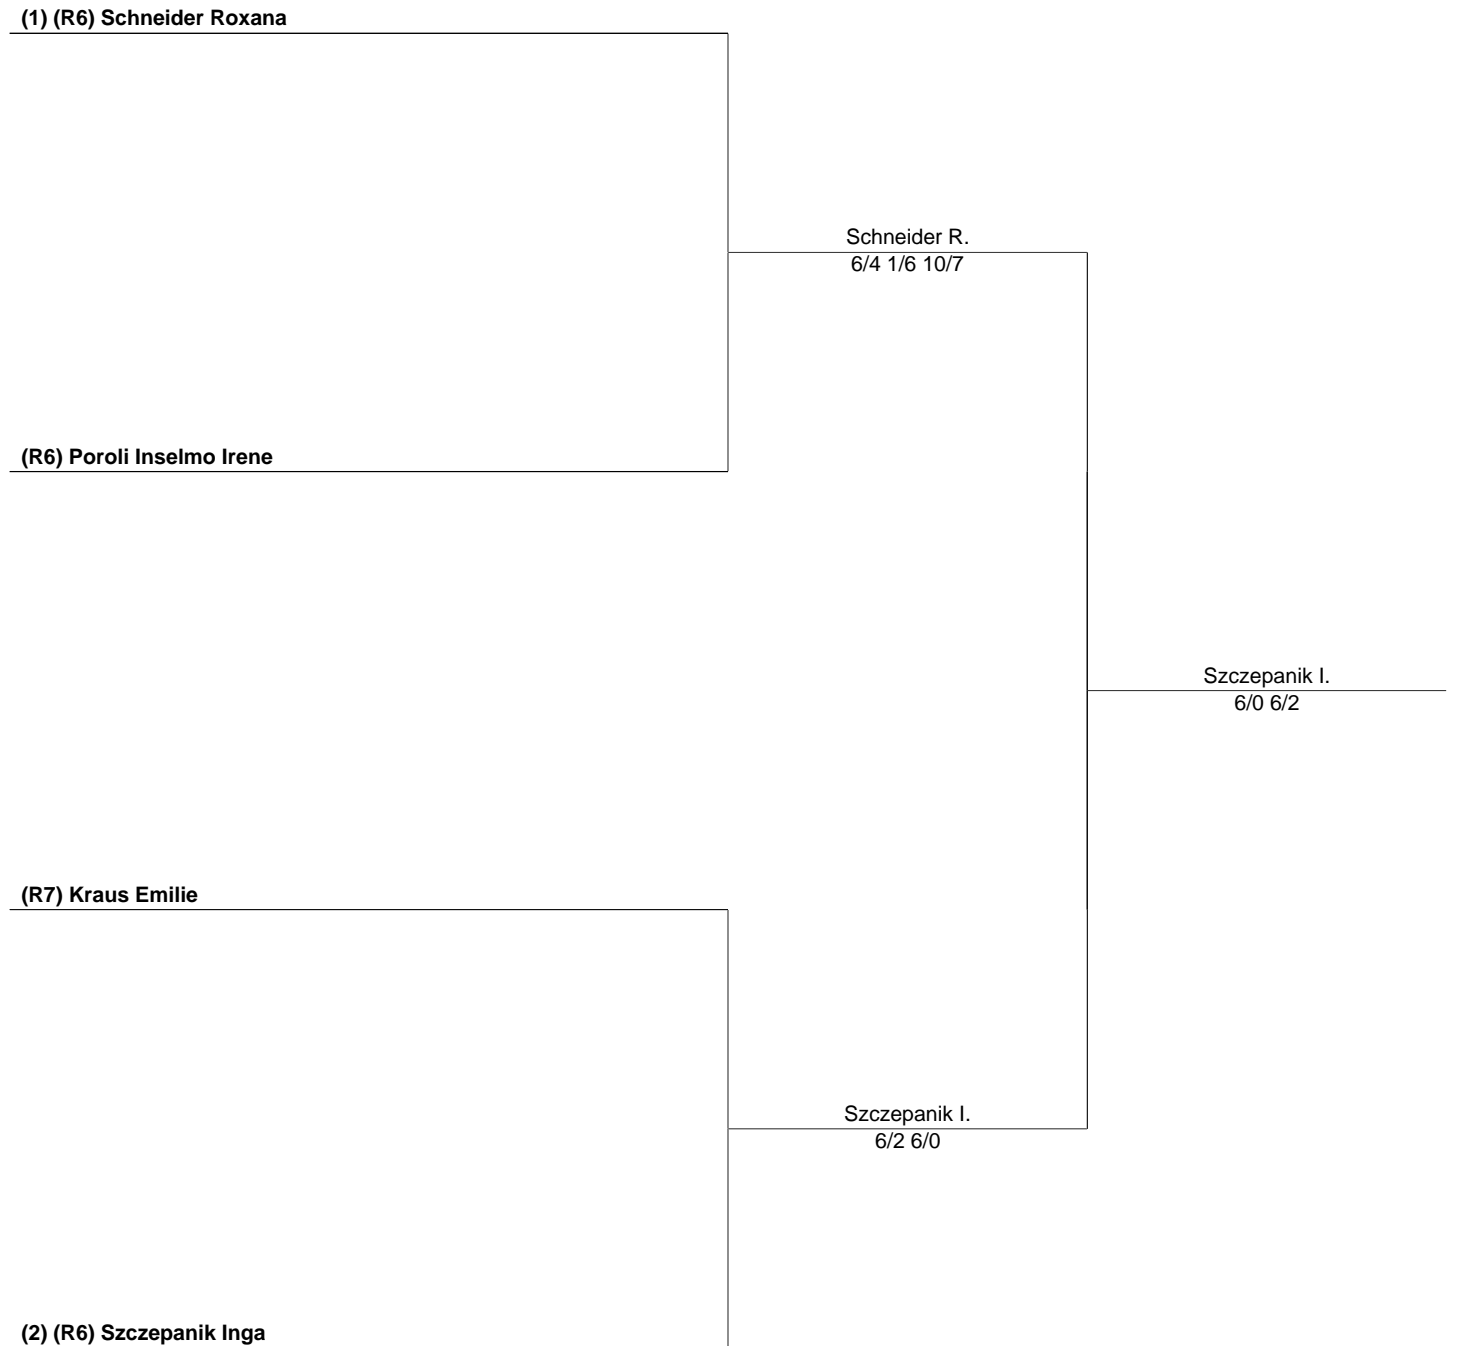 (1) (R6) Schneider Roxana
Schneider R.
6/4 1/6 10/7
(R6) Poroli Inselmo Irene
Szczepanik I.
6/0 6/2
(R7) Kraus Emilie
Szczepanik I.
6/2 6/0
(2) (R6) Szczepanik Inga